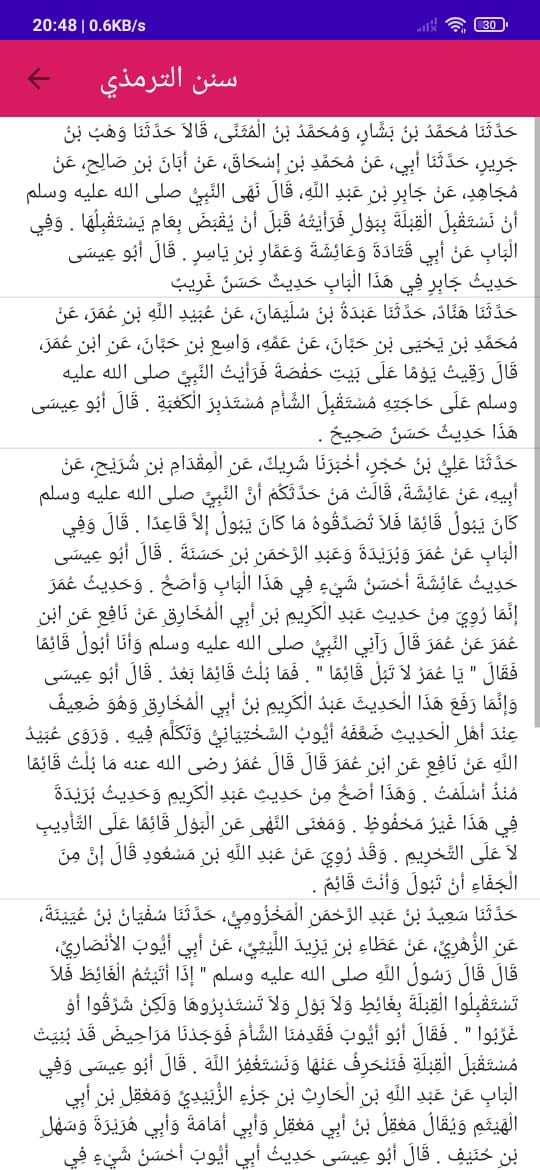 20:48 | 0.6KB/s
30
سنن الترمذي
حَدَّثَنَا مُحَمَّدُ بْنُ بَشَّارٍ، وَمُحَمَّدُ بْنُ الْمُثَنَّى، قَالاَ حَدَّثَنَا وَهْبُ بْنُ
جَرِيرٍ، حَدَّثَنَا أَبِي، عَنْ مُحَمَّدِ بْنِ إِسْحَاقَ، عَنْ أَبَانَ بْنِ صَالِحٍ، عَنْ
مُجَاهِدٍ، عَنْ جَابِرِ بْنِ عَبْدِ اللَّهِ، قَالَ نَهَى النَّبِيُّ صلى الله عليه وسلم
أَنْ نَسْتَقْبِلَ الْقِبْلَةَ بِبَوْلٍ فَرَأَيْتُهُ قَبْلَ أَنْ يُقْبَضَ بِعَامٍ يَسْتَقْبِلُهَا . وَفِي
الْبَابِ عَنْ أَبِي قَتَادَةَ وَعَائِشَةَ وَعَمَّارِ بْنِ يَاسِرٍ . قَالَ أَبُو عِيسَى
حَدِيثُ جَابِرٍ فِي هَذَا الْبَابِ حَدِيثٌ حَسَنٌ غَرِيبٌ
حَدَّثَنَا هَنَّادٌ، حَدَّثَنَا عَبْدَةُ بْنُ سُلَيْمَانَ، عَنْ عُبَيْدِ اللَّهِ بْنِ عُمَرَ، عَنْ
مُحَمَّدِ بْنِ يَحْيَى بْنِ حَبَّانَ، عَنْ عَمِّهِ، وَاسِعِ بْنِ حَبَّانَ، عَنِ ابْنِ عُمَرَ،
قَالَ رَقِيتُ يَوْمًا عَلَى بَيْتِ حَفْصَةَ فَرَأَيْتُ النَّبِيَّ صلى الله عليه
وسلم عَلَى حَاجَتِهِ مُسْتَقْبِلَ الشَّأْمِ مُسْتَدْبِرَ الْكَعْبَةِ . قَالَ أَبُو عِيسَى
هَذَا حَدِيثٌ حَسَنٌ صَحِيحٌ .
حَدَّثَنَا عَلِيُّ بْنُ حُجْرٍ، أَخْبَرَنَا شَرِيكٌ، عَنِ الْمِقْدَامِ بْنِ شُرَيْحٍ، عَنْ
أَبِيهِ، عَنْ عَائِشَةَ، قَالَتْ مَنْ حَدَّثَكُمْ أَنَّ النَّبِيَّ صلى الله عليه وسلم
كَانَ يَبُولُ قَائِمًا فَلاَ تُصَدِّقُوهُ مَا كَانَ يَبُولُ إِلاَّ قَاعِدًا . قَالَ وَفِي
الْبَابِ عَنْ عُمَرَ وَبُرَيْدَةَ وَعَبْدِ الرَّحْمَنِ بْنِ حَسَنَةَ . قَالَ أَبُو عِيسَى
حَدِيثُ عَائِشَةَ أَحْسَنُ شَيْءٍ فِي هَذَا الْبَابِ وَأَصَحُّ . وَحَدِيثُ عُمَرَ
إِنَّمَا رُوِيَ مِنْ حَدِيثِ عَبْدِ الْكَرِيمِ بْنِ أَبِي الْمُخَارِقِ عَنْ نَافِعٍ عَنِ ابْنِ
عُمَرَ عَنْ عُمَرَ قَالَ رَآنِي النَّبِيُّ صلى الله عليه وسلم وَأَنَا أَبُولُ قَائِمًا
فَقَالَ " يَا عُمَرُ لاَ تَبُلْ قَائِمًا " . فَمَا بُلْتُ قَائِمًا بَعْدُ . قَالَ أَبُو عِيسَى
وَإِنَّمَا رَفَعَ هَذَا الْحَدِيثَ عَبْدُ الْكَرِيمِ بْنُ أَبِي الْمُخَارِقِ وَهُوَ ضَعِيفٌ
عِنْدَ أَهْلِ الْحَدِيثِ ضَعَّفَهُ أَيُّوبُ السَّخْتِيَانِيُّ وَتَكَلَّمَ فِيهِ . وَرَوَى عُبَيْدُ
اللَّهِ عَنْ نَافِعٍ عَنِ ابْنِ عُمَرَ قَالَ قَالَ عُمَرُ رضى الله عنه مَا بُلْتُ قَائِمًا
مُنْذُ أَسْلَمْتُ . وَهَذَا أَصَحُّ مِنْ حَدِيثِ عَبْدِ الْكَرِيمِ وَحَدِيثُ بُرَيْدَةَ
فِي هَذَا غَيْرُ مَحْفُوظٍ . وَمَعْنَى النَّهْىِ عَنِ الْبَوْلِ قَائِمًا عَلَى التَّأْدِيبِ
لاَ عَلَى التَّحْرِيمِ . وَقَدْ رُوِيَ عَنْ عَبْدِ اللَّهِ بْنِ مَسْعُودٍ قَالَ إِنَّ مِنَ
الْجَفَاءِ أَنْ تَبُولَ وَأَنْتَ قَائِمٌ .
حَدَّثَنَا سَعِيدُ بْنُ عَبْدِ الرَّحْمَنِ الْمَخْزُومِيُّ، حَدَّثَنَا سُفْيَانُ بْنُ عُيَيْنَةَ،
عَنِ الزُّهْرِيِّ، عَنْ عَطَاءِ بْنِ يَزِيدَ اللَّيْثِيِّ، عَنْ أَبِي أَيُّوبَ الأَنْصَارِيِّ،
قَالَ قَالَ رَسُولُ اللَّهِ صلى الله عليه وسلم " إِذَا أَتَيْتُمُ الْغَائِطَ فَلاَ
تَسْتَقْبِلُوا الْقِبْلَةَ بِغَائِطٍ وَلاَ بَوْلٍ وَلاَ تَسْتَدْبِرُوهَا وَلَكِنْ شَرِّقُوا أَوْ
غَرِّبُوا " . فَقَالَ أَبُو أَيُّوبَ فَقَدِمْنَا الشَّأْمَ فَوَجَدْنَا مَرَاحِيضَ قَدْ بُنِيَتْ
مُسْتَقْبَلَ الْقِبْلَةِ فَنَنْحَرِفُ عَنْهَا وَنَسْتَغْفِرُ اللَّهَ . قَالَ أَبُو عِيسَى وَفِي
الْبَابِ عَنْ عَبْدِ اللَّهِ بْنِ الْحَارِثِ بْنِ جَزْءٍ الزُّبَيْدِيِّ وَمَعْقِلِ بْنِ أَبِي
الْهَيْثَمِ وَيُقَالُ مَعْقِلُ بْنُ أَبِي مَعْقِلٍ وَأَبِي أُمَامَةَ وَأَبِي هُرَيْرَةَ وَسَهْلِ
بْنِ حُنَيْفٍ . قَالَ أَبُو عِيسَى حَدِيثُ أَبِي أَيُّوبَ أَحْسَنُ شَيْءٍ فِي